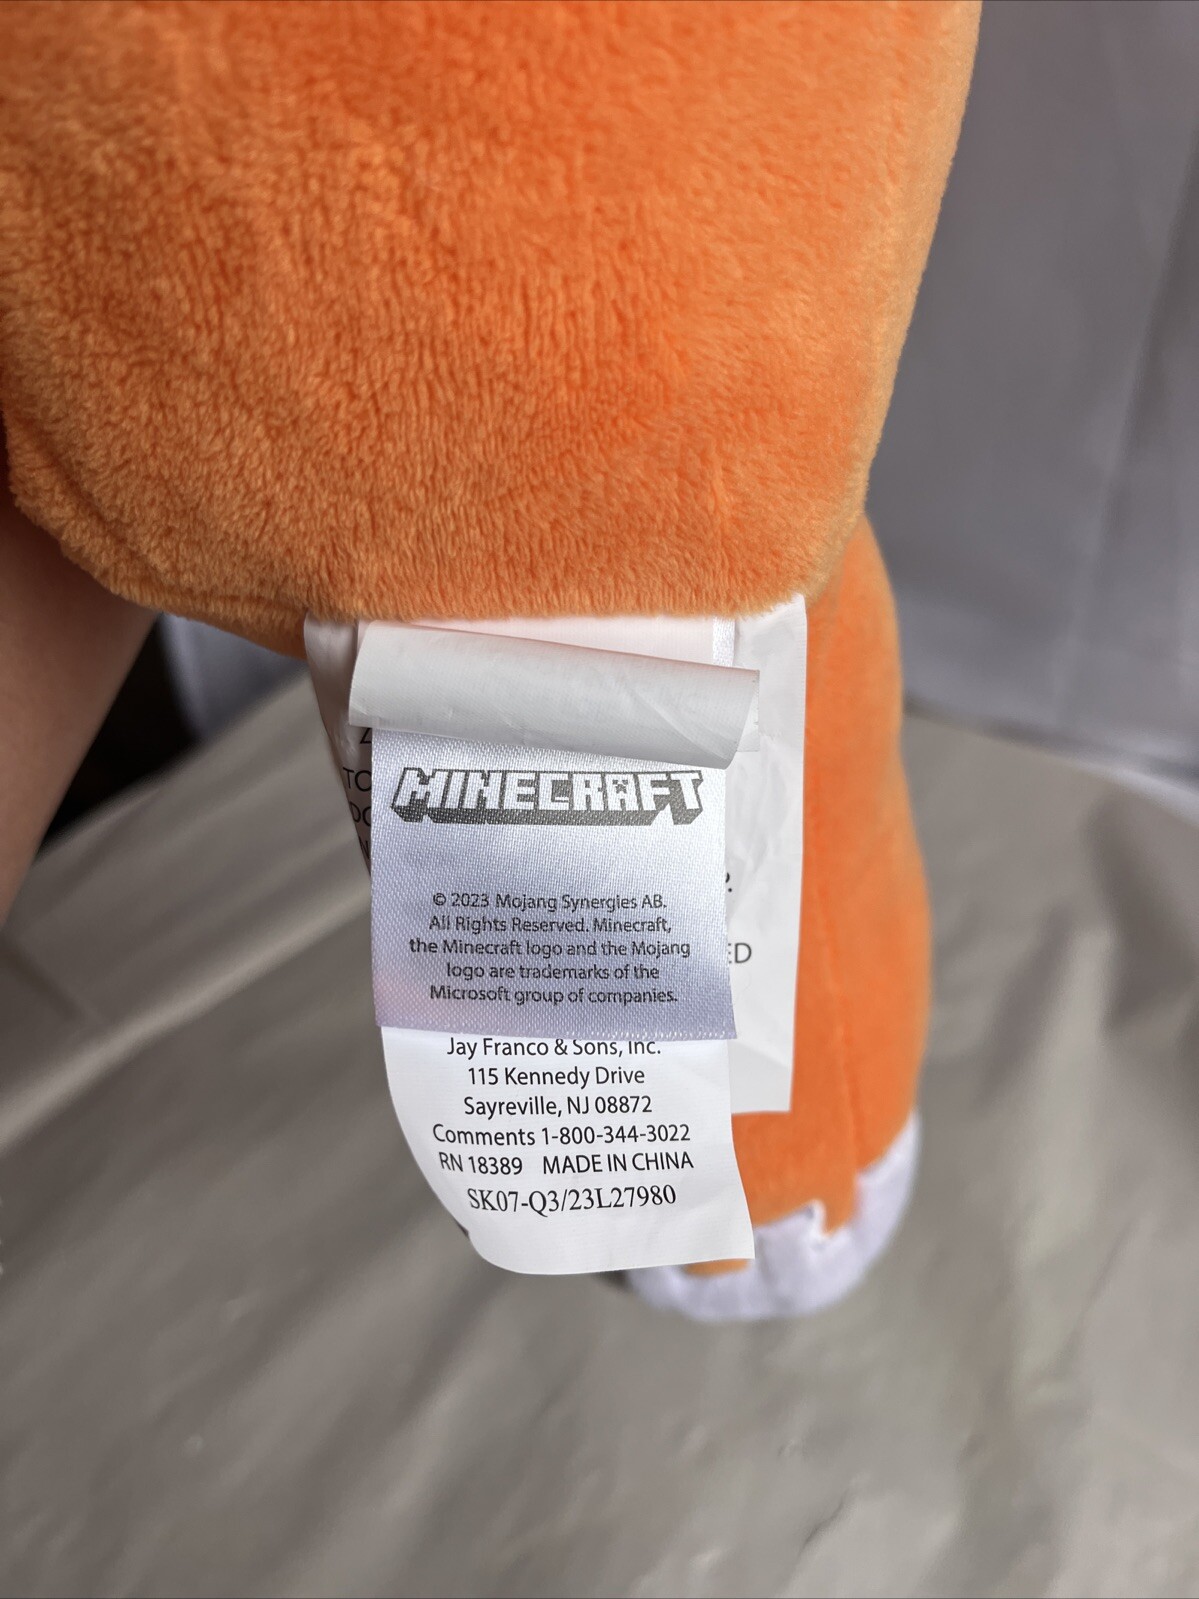 MINECRAFT
© 2023 Mojang Synergies AB.
All Rights Reserved. Minecraft,
the Minecraft logo and the Mojang
logo are trademarks of the
Microsoft group of companies.
Jay Franco & Sons, Inc.
115 Kennedy Drive
Sayreville, NJ 08872
Comments 1-800-344-3022
RN 18389 MADE IN CHINA
SK07-Q3/23L27980